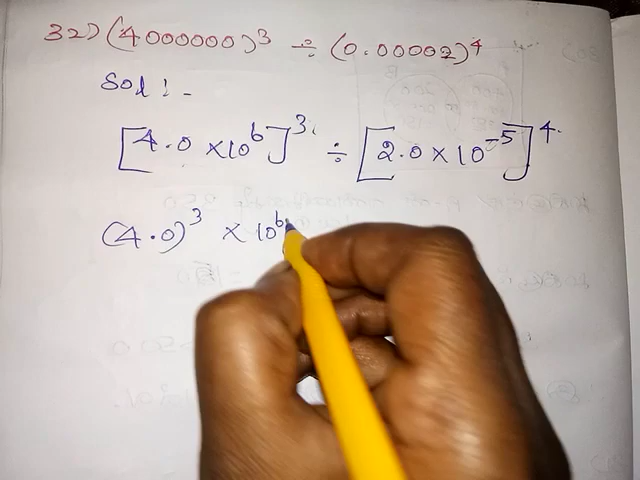 32) (4000000)³ ÷ (0.00002)⁴
Sol :-
[4.0 ×10⁶]³ ÷ [2.0 × 10⁻⁵]⁴
(4.0)³ × 10⁶